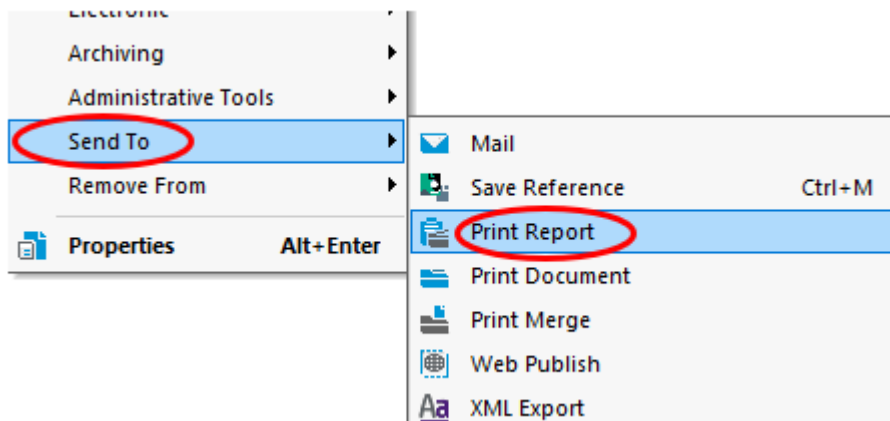 Electronic
Archiving
Administrative Tools
Send To
Remove From
Properties Alt+Enter
Mail
Save Reference Ctrl+M
Print Report
Print Document
Print Merge
Web Publish
XML Export